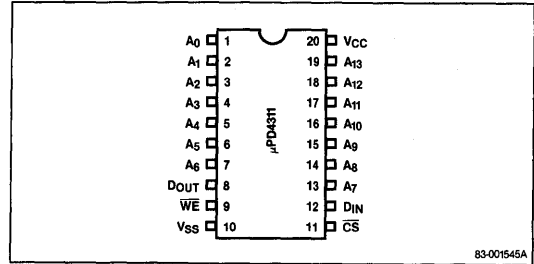 A0 1 20 VCC
A1 2 19 A13
A2 3 18 A12
A3 4 17 A11
A4 5 16 A10
A5 6 15 A9
A6 7 14 A8
DOUT 8 13 A7
WE 9 12 DIN
VSS 10 11 CS
μPD4311
83-001545A